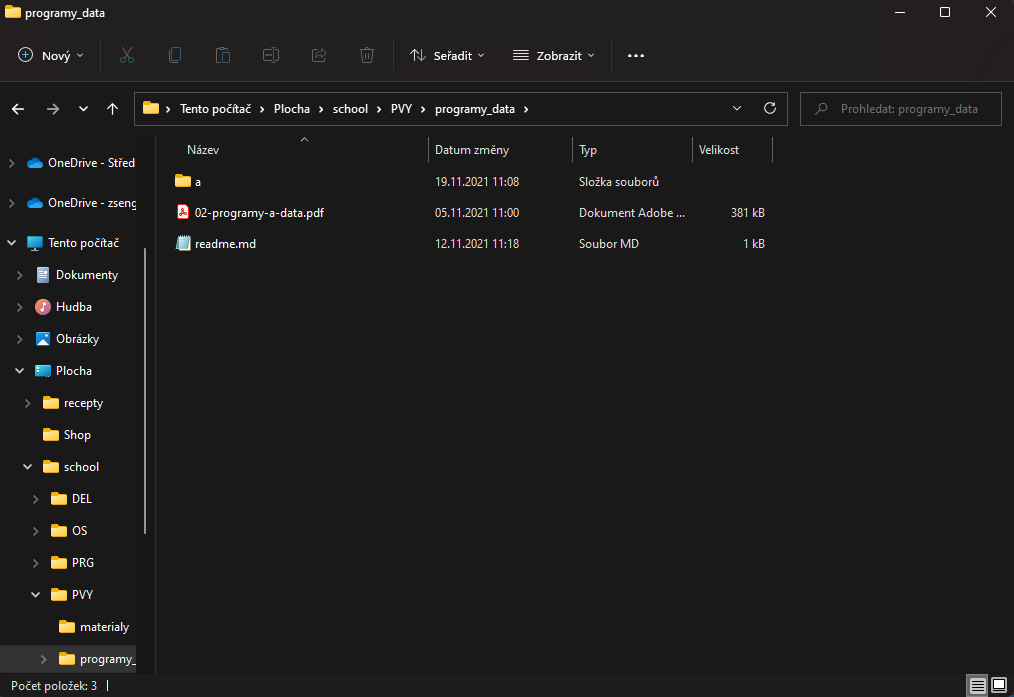 programy_data
Nový
Seřadit
Zobrazit
Tento počítač
Plocha
school
PVY
programy_data
Prohledat: programy_data
Název Datum změny Typ Velikost
a 19.11.2021 11:08 Složka souborů
02-programy-a-data.pdf 05.11.2021 11:00 Dokument Adobe ... 381 kB
readme.md 12.11.2021 11:18 Soubor MD 1 kB
OneDrive - Střed
OneDrive - zseng
Tento počítač
Dokumenty
Hudba
Obrázky
Plocha
recepty
Shop
school
DEL
OS
PRG
PVY
materialy
programy_
Počet položek: 3